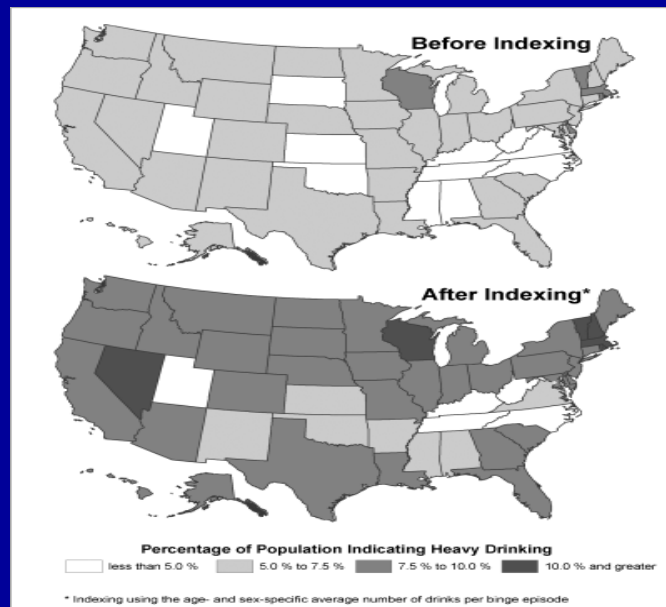 Before Indexing
After Indexing*
Percentage of Population Indicating Heavy Drinking
less than 5.0 % 5.0 % to 7.5 % 7.5 % to 10.0 % 10.0 % and greater
* Indexing using the age- and sex-specific average number of drinks per binge episode